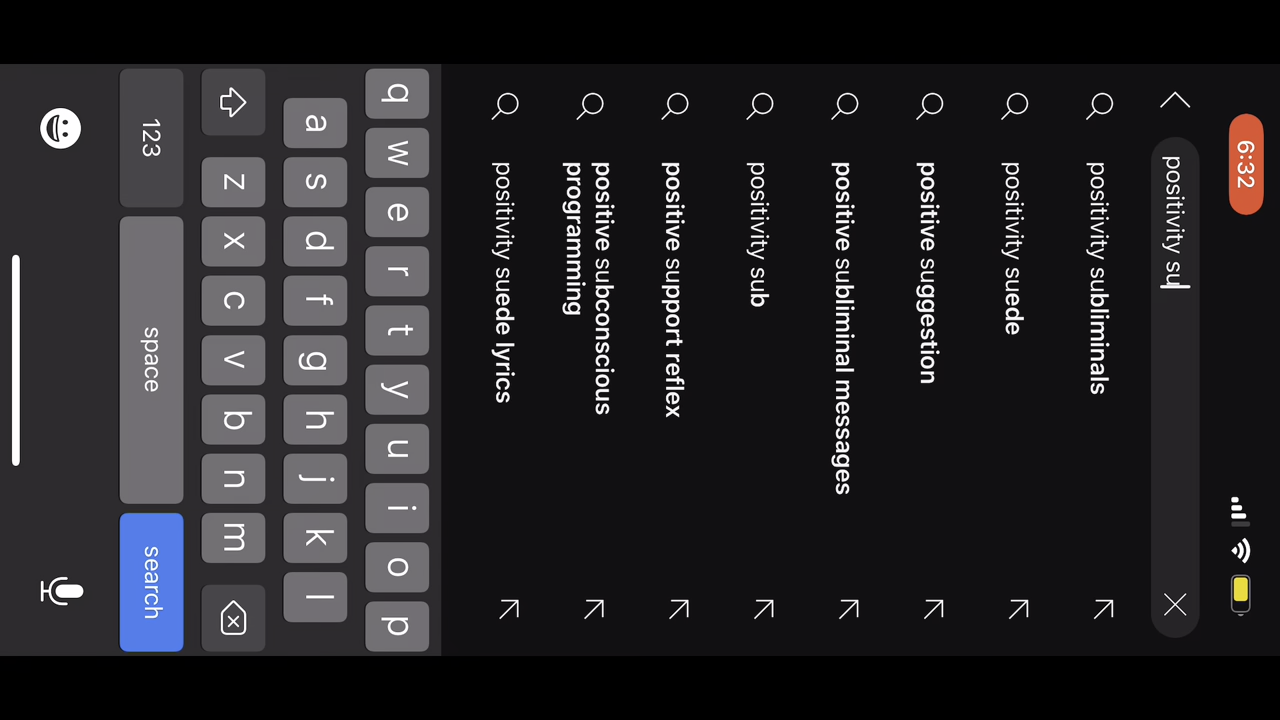 6:32
positivity su
positivity subliminals
positivity suede
positive suggestion
positive subliminal messages
positivity sub
positive support reflex
positive subconscious
programming
positivity suede lyrics
q w e r t y u i o p
a s d f g h j k l
z x c v b n m
123 space search